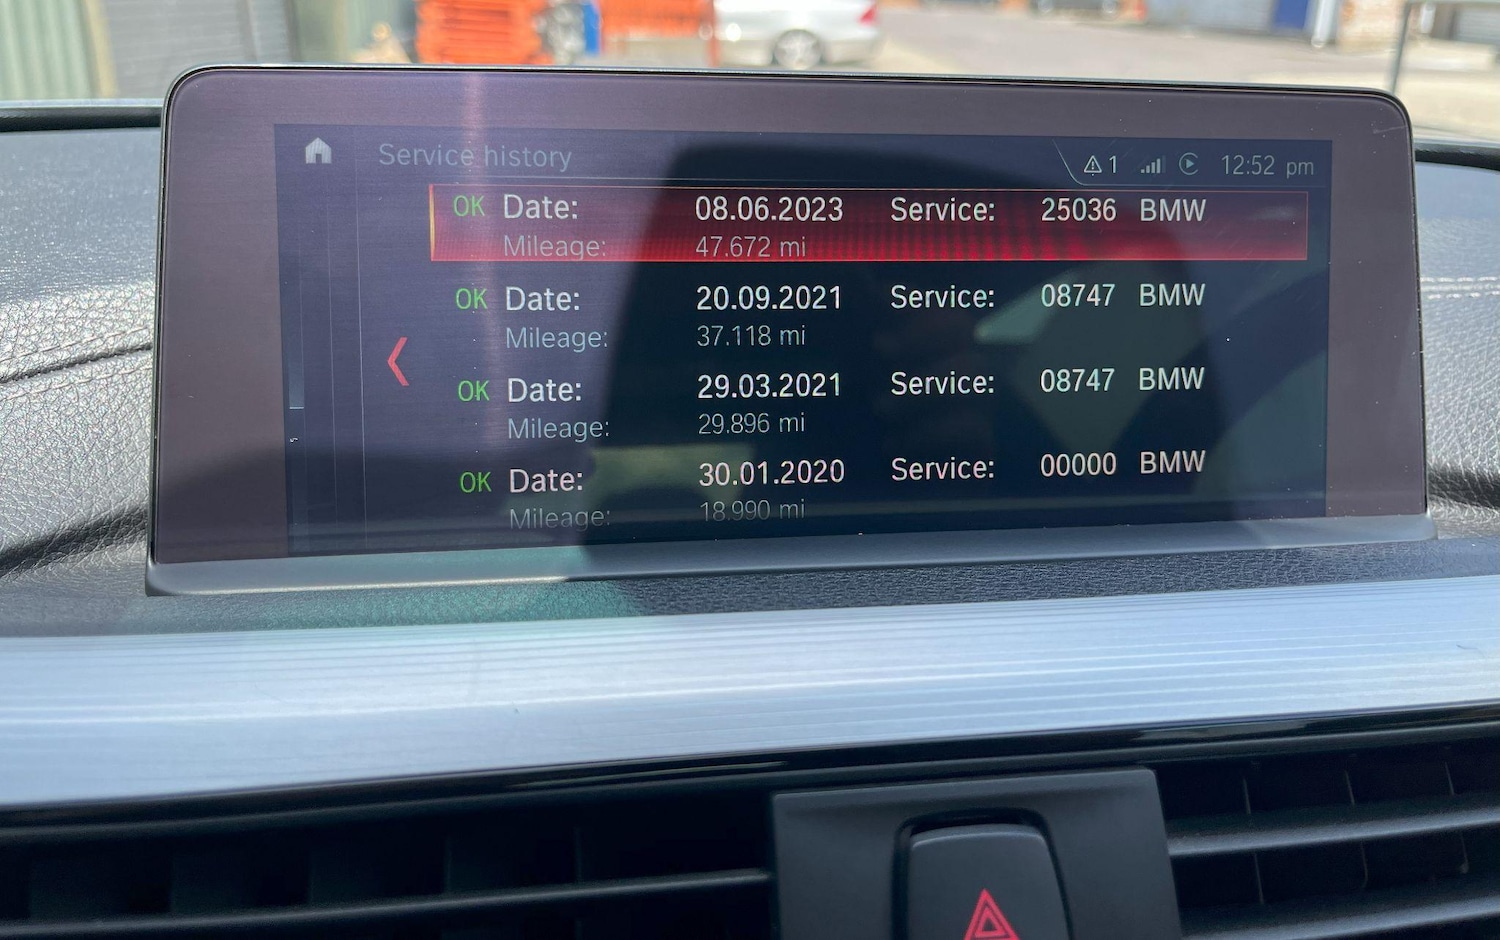 Service history 1 12:52 pm
OK Date: 08.06.2023 Service: 25036 BMW
Mileage: 47.672 mi
OK Date: 20.09.2021 Service: 08747 BMW
Mileage: 37.118 mi
OK Date: 29.03.2021 Service: 08747 BMW
Mileage: 29.896 mi
OK Date: 30.01.2020 Service: 00000 BMW
Mileage: 18.990 mi